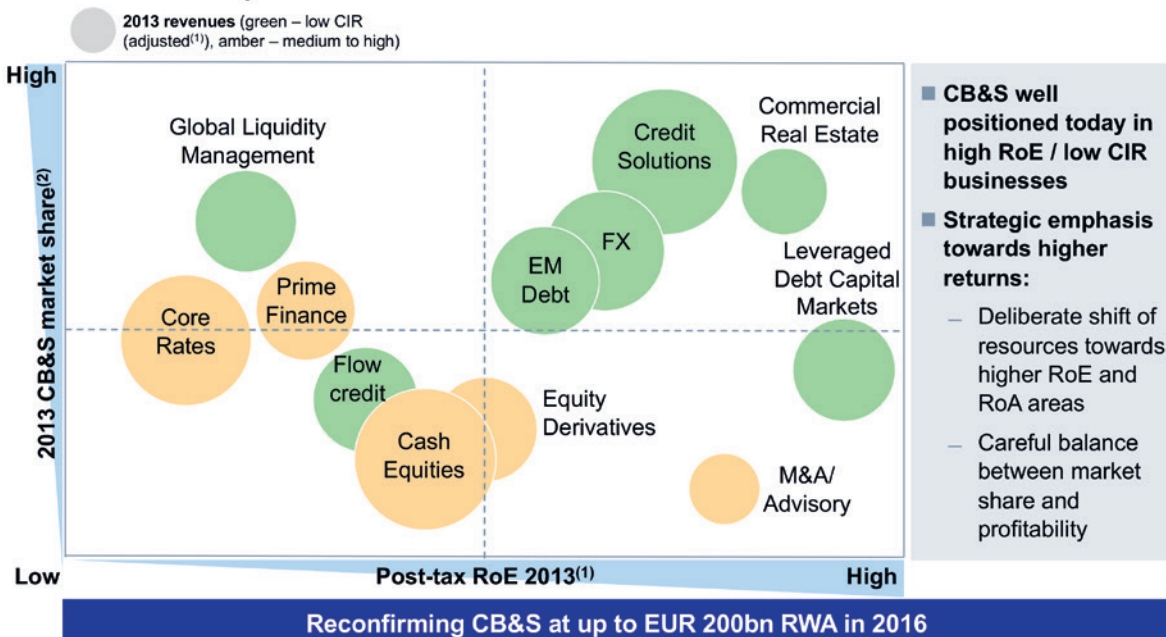 2013 revenues (green – low CIR
(adjusted(1)), amber – medium to high)
High
2013 CB&S market share(2)
Global Liquidity
Management
Credit
Solutions
Commercial
Real Estate
FX
EM
Debt
Leveraged
Debt Capital
Markets
Prime
Finance
Core
Rates
Flow
credit
Cash
Equities
Equity
Derivatives
M&A/
Advisory
Low
Post-tax RoE 2013(1)
High
■ CB&S well
positioned today in
high RoE / low CIR
businesses
■ Strategic emphasis
towards higher
returns:
– Deliberate shift of
resources towards
higher RoE and
RoA areas
– Careful balance
between market
share and
profitability
Reconfirming CB&S at up to EUR 200bn RWA in 2016